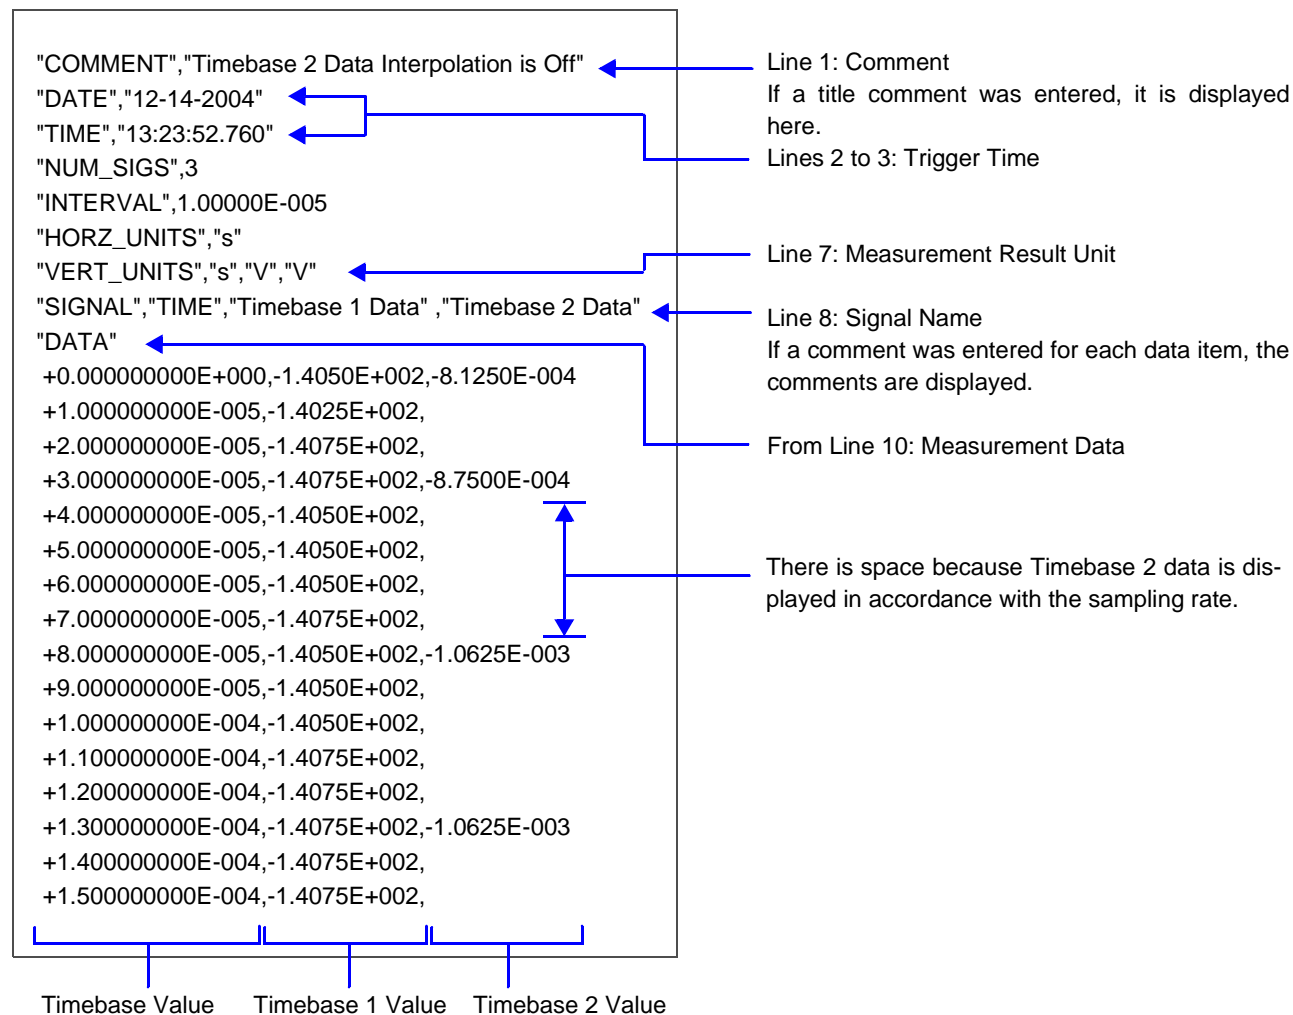 "COMMENT","Timebase 2 Data Interpolation is Off"
"DATE","12-14-2004"
"TIME","13:23:52.760"
"NUM_SIGS",3
"INTERVAL",1.00000E-005
"HORZ_UNITS","s"
"VERT_UNITS","s","V","V"
"SIGNAL","TIME","Timebase 1 Data" ,"Timebase 2 Data"
"DATA"
+0.000000000E+000,-1.4050E+002,-8.1250E-004
+1.000000000E-005,-1.4025E+002,
+2.000000000E-005,-1.4075E+002,
+3.000000000E-005,-1.4075E+002,-8.7500E-004
+4.000000000E-005,-1.4050E+002,
+5.000000000E-005,-1.4050E+002,
+6.000000000E-005,-1.4050E+002,
+7.000000000E-005,-1.4075E+002,
+8.000000000E-005,-1.4050E+002,-1.0625E-003
+9.000000000E-005,-1.4050E+002,
+1.000000000E-004,-1.4050E+002,
+1.100000000E-004,-1.4075E+002,
+1.200000000E-004,-1.4075E+002,
+1.300000000E-004,-1.4075E+002,-1.0625E-003
+1.400000000E-004,-1.4075E+002,
+1.500000000E-004,-1.4075E+002,
Timebase Value
Timebase 1 Value
Timebase 2 Value
Line 1: Comment
If a title comment was entered, it is displayed
here.
Lines 2 to 3: Trigger Time
Line 7: Measurement Result Unit
Line 8: Signal Name
If a comment was entered for each data item, the
comments are displayed.
From Line 10: Measurement Data
There is space because Timebase 2 data is dis-
played in accordance with the sampling rate.